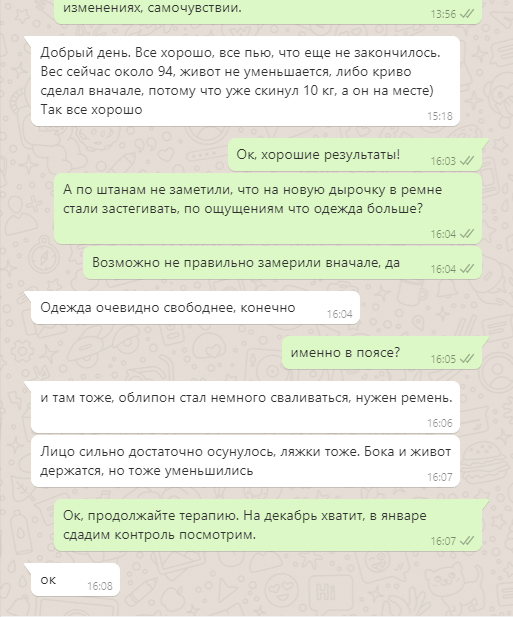 изменениях, самочувствии.
13:56
Добрый день. Все хорошо, все пью, что еще не закончилось.
Вес сейчас около 94, живот не уменьшается, либо криво
сделал вначале, потому что уже скинул 10 кг, а он на месте)
Так все хорошо
15:18
Ок, хорошие результаты!
16:03
А по штанам не заметили, что на новую дырочку в ремне
стали застегивать, по ощущениям что одежда больше?
16:04
Возможно не правильно замерили вначале, да
16:04
Одежда очевидно свободнее, конечно
16:04
именно в поясе?
16:05
и там тоже, облипон стал немного сваливаться, нужен ремень.
16:06
Лицо сильно достаточно осунулось, ляжки тоже. Бока и живот
держатся, но тоже уменьшились
16:07
Ок, продолжайте терапию. На декабрь хватит, в январе
сдадим контроль посмотрим.
16:07
ок
16:08